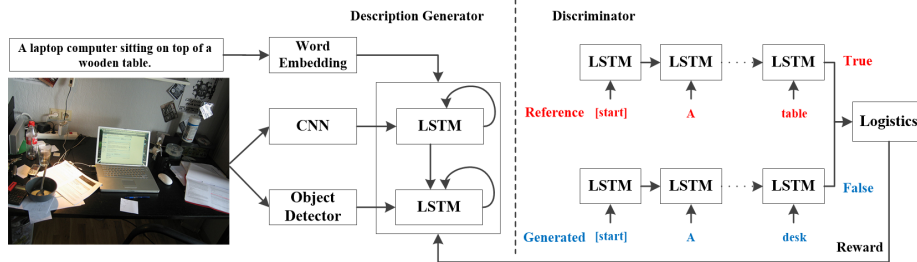 Description Generator
Discriminator
A laptop computer sitting on top of a
wooden table.
Word
Embedding
CNN
Object
Detector
LSTM
LSTM
LSTM
LSTM
LSTM
True
Reference
[start]
A
table
Logistics
LSTM
LSTM
LSTM
False
Generated
[start]
A
desk
Reward